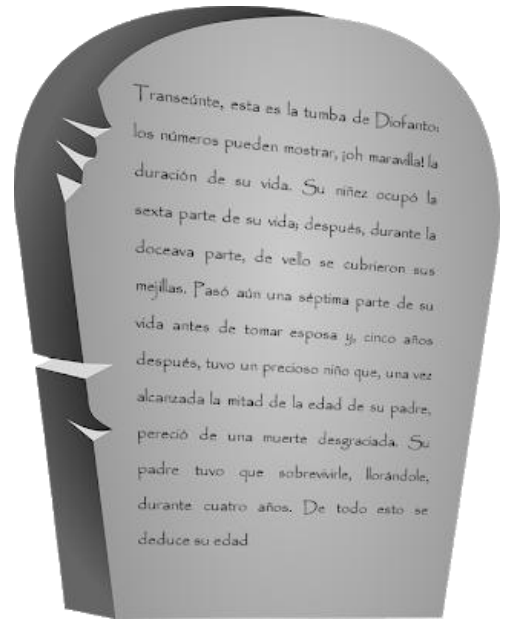 Transeúnte, esta es la tumba de Diofanto:
los números pueden mostrar, ¡oh maravilla! la
duración de su vida. Su niñez ocupó la
sexta parte de su vida; después, durante la
doceava parte, de vello se cubrieron sus
mejillas. Pasó aún una séptima parte de su
vida antes de tomar esposa y, cinco años
después, tuvo un precioso niño que, una vez
alcanzada la mitad de la edad de su padre,
pereció de una muerte desgraciada. Su
padre tuvo que sobrevivirle, llorándole,
durante cuatro años. De todo esto se
deduce su edad